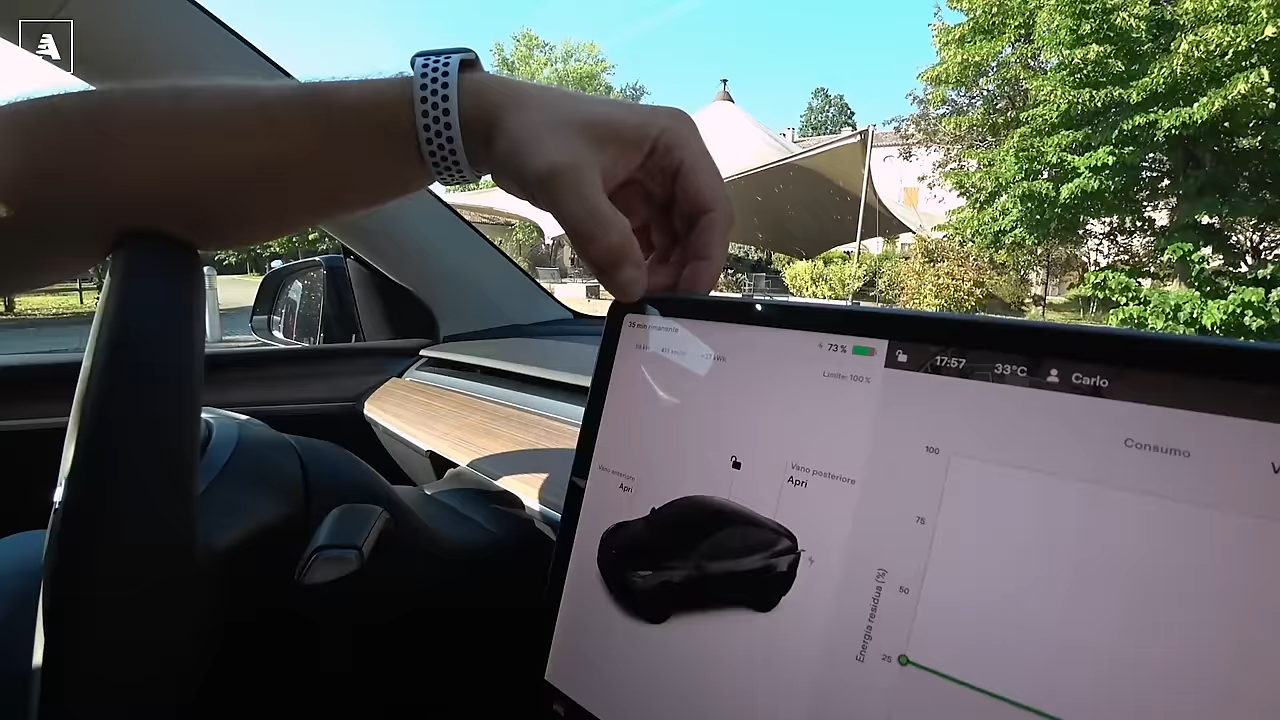 A
35 min rimanente
73 %
17:57
33°C
Carlo
Limite: 100 %
Consumo
100
Vano anteriore
Apri
Vano posteriore
Apri
75
50
Energia residua (%)
25